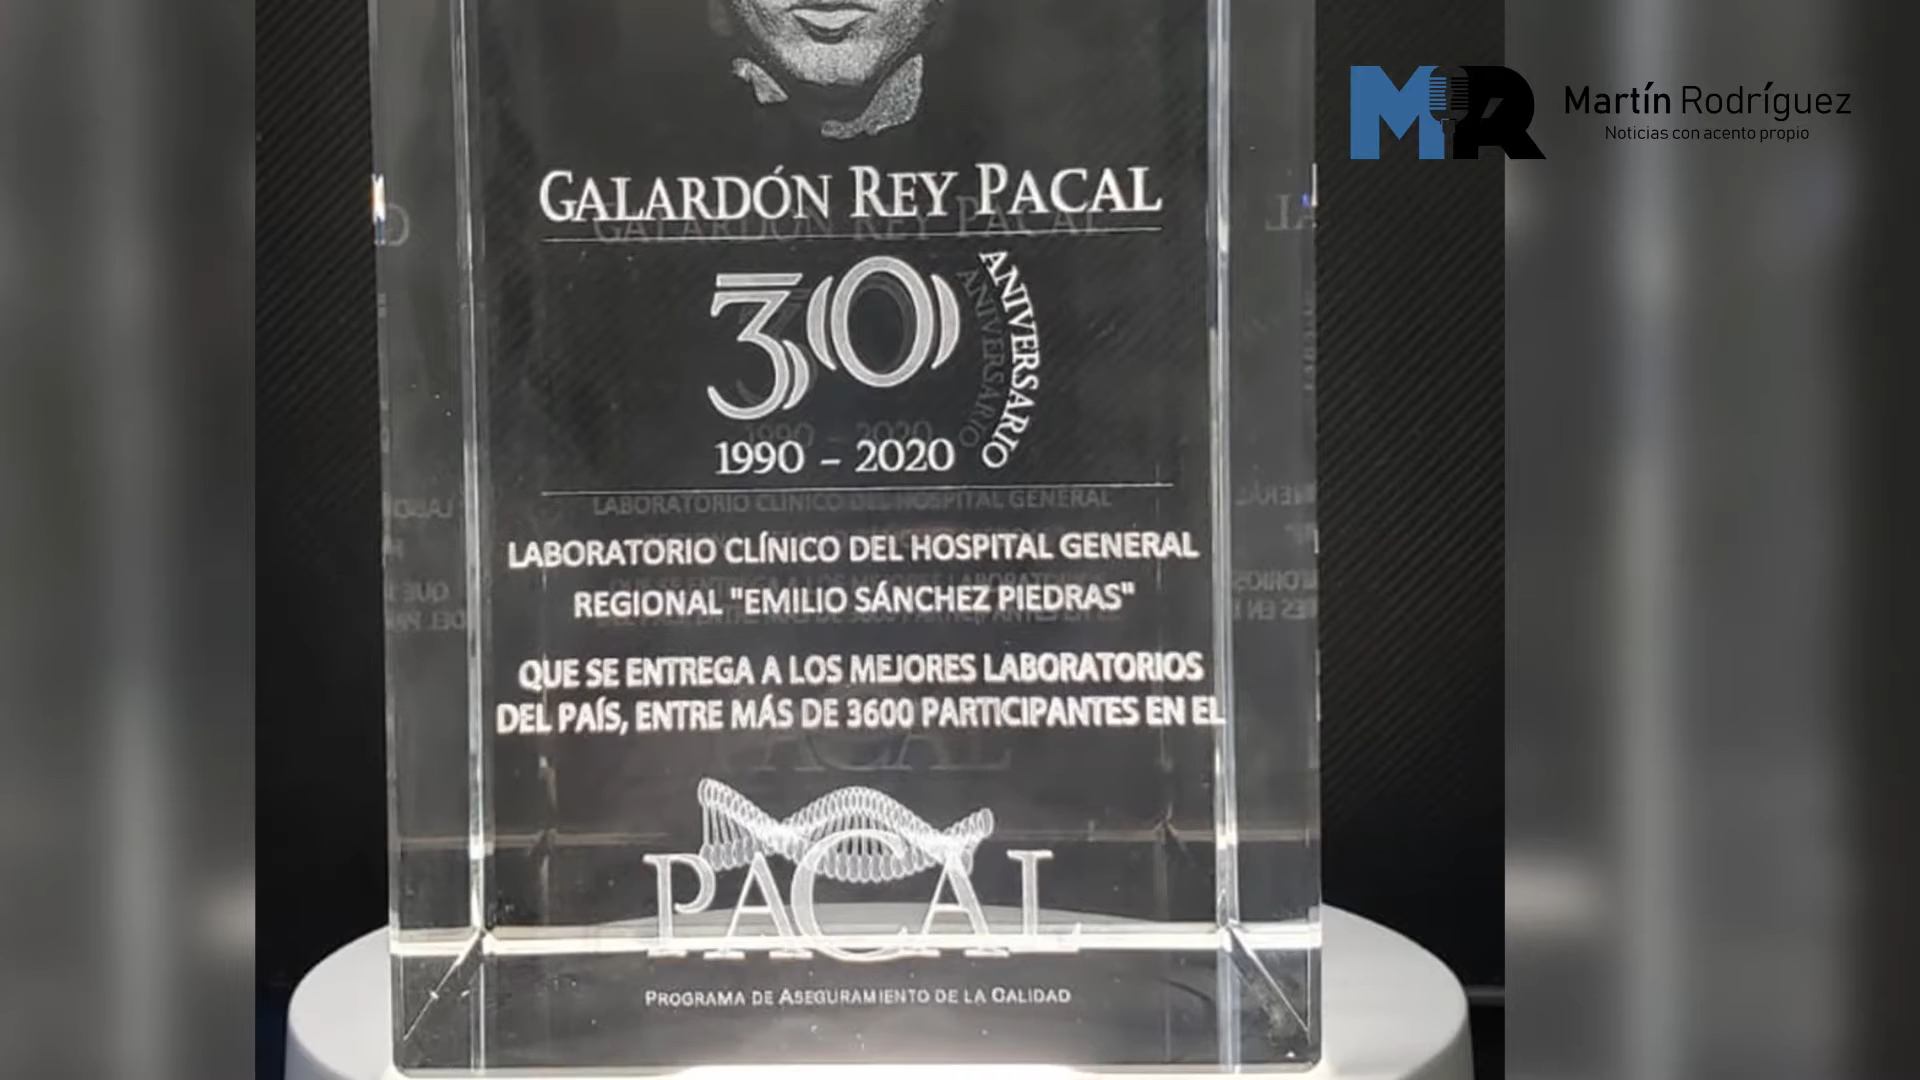 MR
Martín Rodríguez
Noticias con acento propio
GALARDÓN REY PACAL
30
ANIVERSARIO
1990 – 2020
LABORATORIO CLÍNICO DEL HOSPITAL GENERAL
REGIONAL "EMILIO SÁNCHEZ PIEDRAS"
QUE SE ENTREGA A LOS MEJORES LABORATORIOS
DEL PAÍS, ENTRE MÁS DE 3600 PARTICIPANTES EN EL
PACAL
PROGRAMA DE ASEGURAMIENTO DE LA CALIDAD